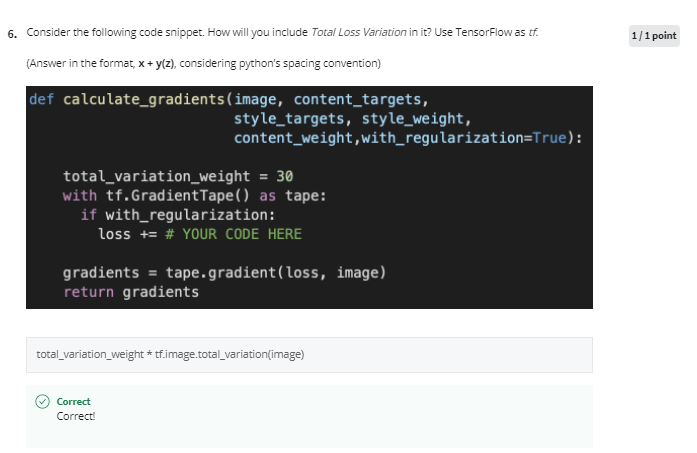 6. Consider the following code snippet. How will you include Total Loss Variation in it? Use TensorFlow as tf.
1 / 1 point
(Answer in the format, x + y(z), considering python's spacing convention)
def calculate_gradients(image, content_targets,
style_targets, style_weight,
content_weight,with_regularization=True):
total_variation_weight = 30
with tf.GradientTape() as tape:
if with_regularization:
loss += # YOUR CODE HERE
gradients = tape.gradient(loss, image)
return gradients
total_variation_weight * tf.image.total_variation(image)
Correct
Correct!